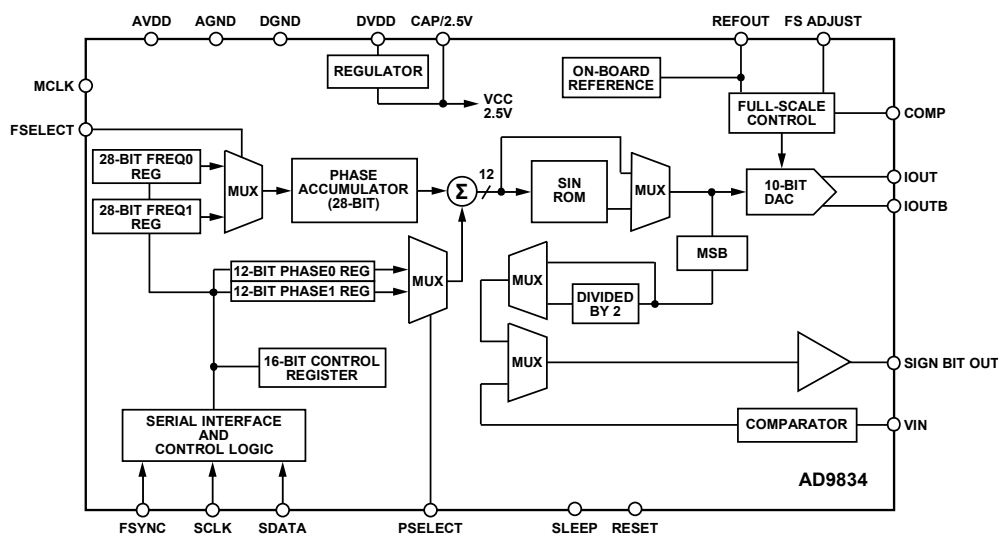 AVDD
AGND
DGND
DVDD
CAP/2.5V
REFOUT
FS ADJUST
MCLK
REGULATOR
ON-BOARD
REFERENCE
VCC
2.5V
FULL-SCALE
CONTROL
COMP
FSELECT
28-BIT FREQ0
REG
28-BIT FREQ1
REG
MUX
PHASE
ACCUMULATOR
(28-BIT)
Σ
12
SIN
ROM
MUX
10-BIT
DAC
IOUT
IOUTB
MSB
12-BIT PHASE0 REG
12-BIT PHASE1 REG
MUX
MUX
DIVIDED
BY 2
16-BIT CONTROL
REGISTER
MUX
SIGN BIT OUT
SERIAL INTERFACE
AND
CONTROL LOGIC
COMPARATOR
VIN
AD9834
FSYNC
SCLK
SDATA
PSELECT
SLEEP
RESET